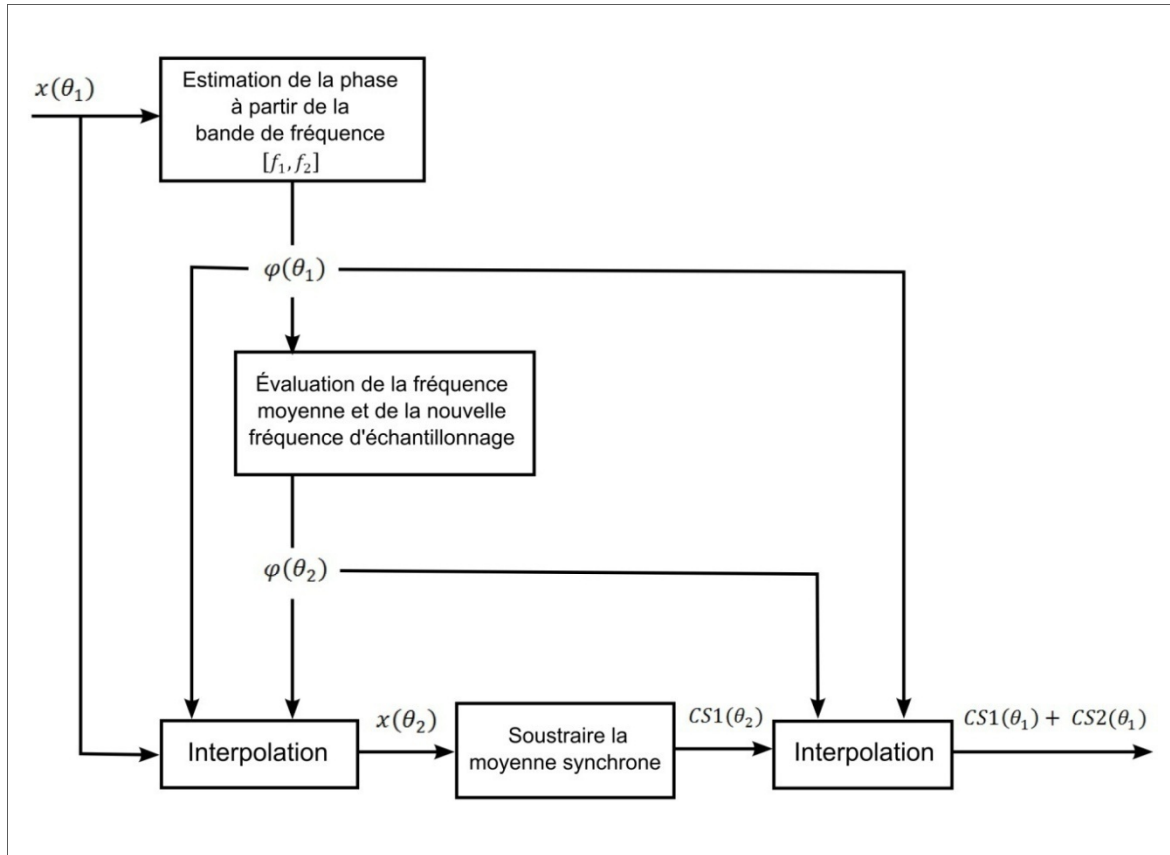 x(θ₁)
Estimation de la phase
à partir de la
bande de fréquence
[f₁, f₂]
φ(θ₁)
Évaluation de la fréquence
moyenne et de la nouvelle
fréquence d'échantillonnage
φ(θ₂)
Interpolation
x(θ₂)
Soustraire la
moyenne synchrone
CS1(θ₂)
Interpolation
CS1(θ₁) + CS2(θ₁)